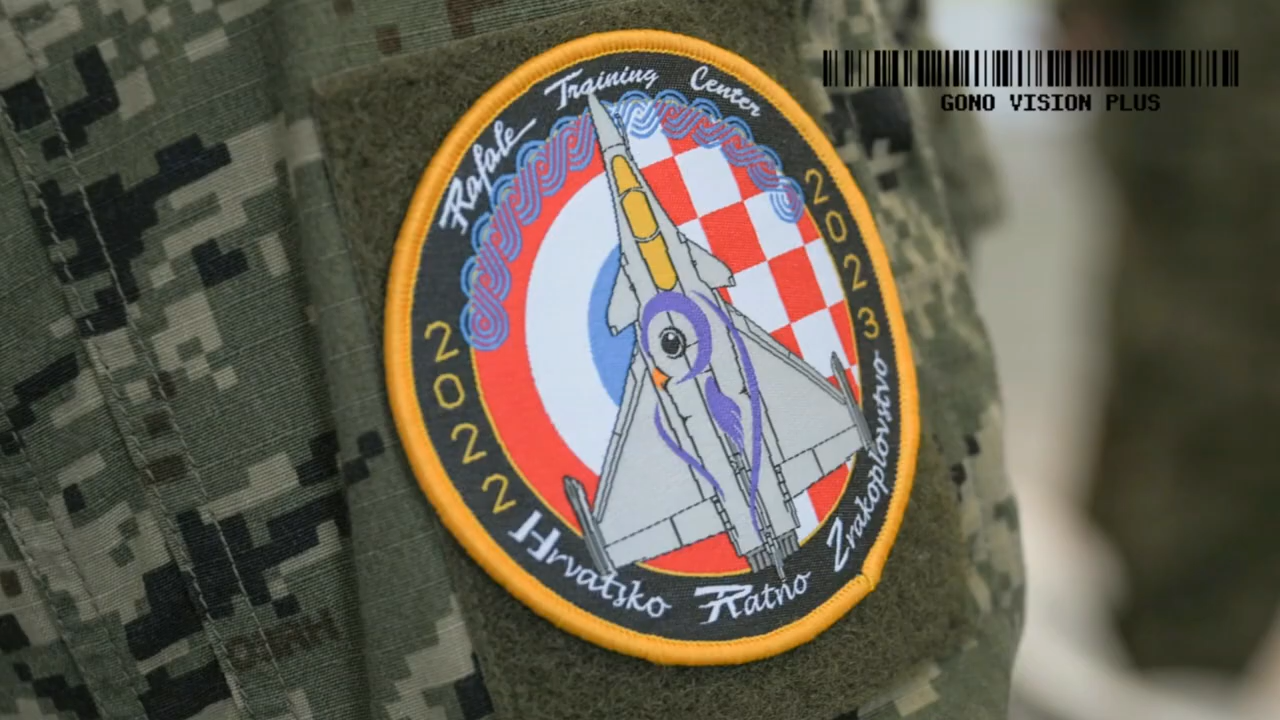 GONO VISION PLUS
Rafale Training Center
2022
2023
Hrvatsko Ratno Zrakoplovstvo